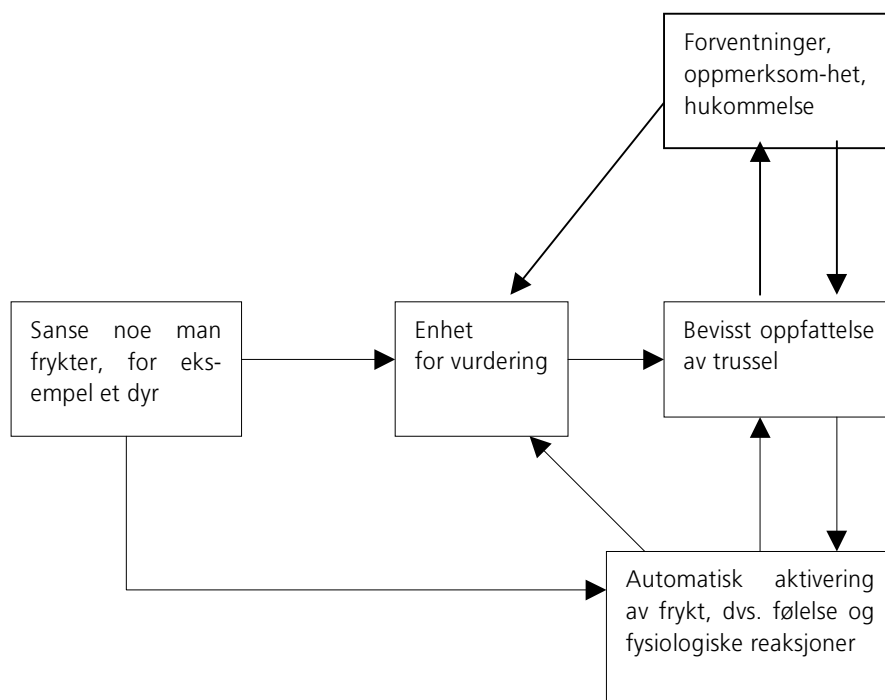 Forventninger,
oppmerksom-het,
hukommelse
Sanse noe man
frykter, for eks-
empel et dyr
Enhet
for vurdering
Bevisst oppfattelse
av trussel
Automatisk aktivering
av frykt, dvs. følelse og
fysiologiske reaksjoner